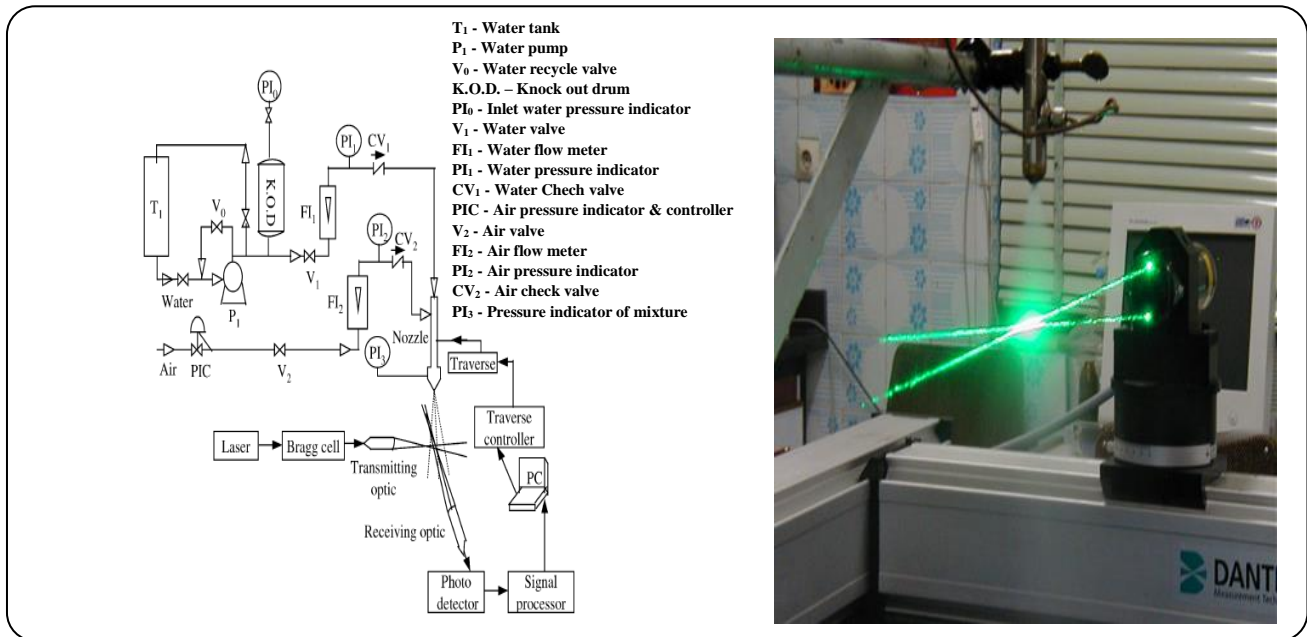 T₁ - Water tank
P₁ - Water pump
V₀ - Water recycle valve
K.O.D. – Knock out drum
PI₀ - Inlet water pressure indicator
V₁ - Water valve
FI₁ - Water flow meter
PI₁ - Water pressure indicator
CV₁ - Water Chech valve
PIC - Air pressure indicator & controller
V₂ - Air valve
FI₂ - Air flow meter
PI₂ - Air pressure indicator
CV₂ - Air check valve
PI₃ - Pressure indicator of mixture
PI₀
PI₁
CV₁
T₁
V₀
K.O.D
FI₁
PI₂
CV₂
Water
P₁
V₁
FI₂
Nozzle
PI₃
Air
PIC
V₂
Traverse
Traverse
controller
Laser
Bragg cell
Transmitting
optic
PC
Receiving optic
Photo
detector
Signal
processor
DANT
Measurement